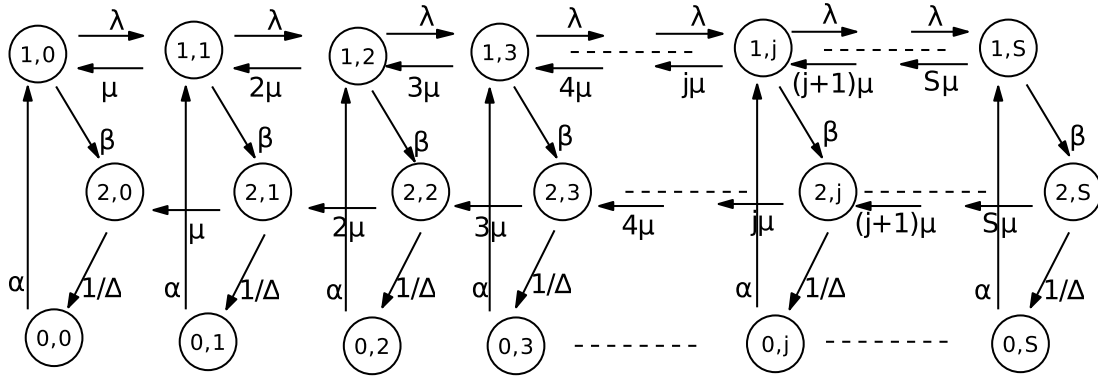 λ λ λ λ λ λ λ
1,0 1,1 1,2 1,3 1,j 1,S
μ 2μ 3μ 4μ jμ (j+1)μ Sμ
β β β β β β
2,0 2,1 2,2 2,3 2,j 2,S
μ 2μ 3μ 4μ jμ (j+1)μ Sμ
α 1/Δ α 1/Δ α 1/Δ α 1/Δ α 1/Δ α 1/Δ
0,0 0,1 0,2 0,3 0,j 0,S